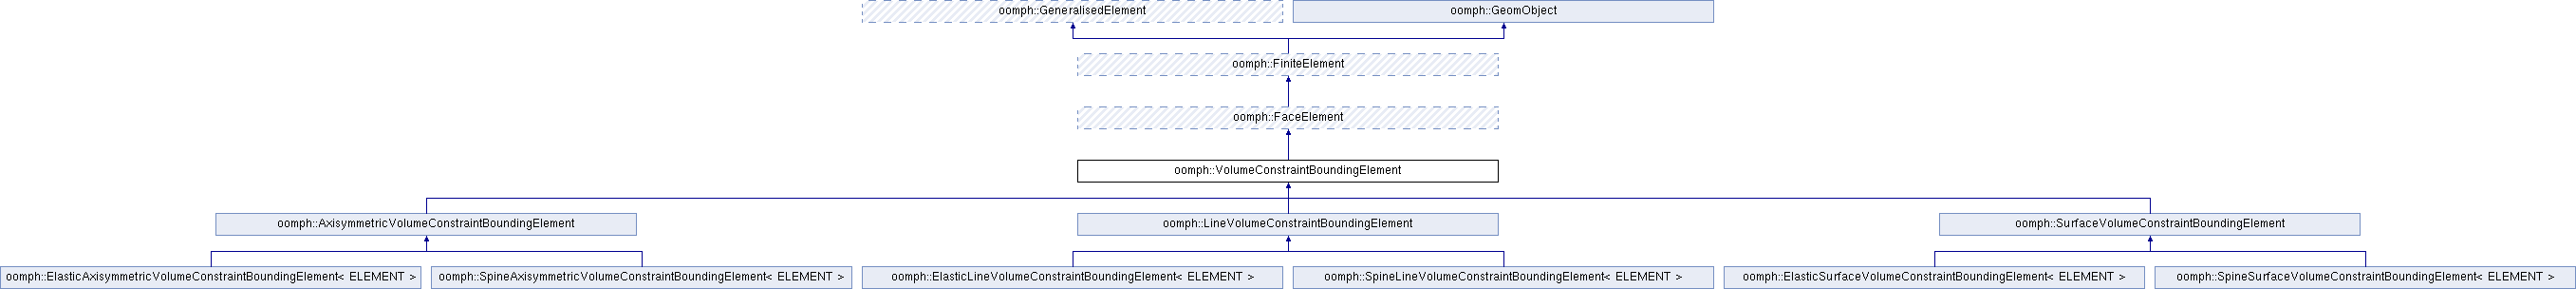 oomph::GeneralisedElement
oomph::GeomObject
oomph::FiniteElement
oomph::FaceElement
oomph::VolumeConstraintBoundingElement
oomph::AxisymmetricVolumeConstraintBoundingElement
oomph::LineVolumeConstraintBoundingElement
oomph::SurfaceVolumeConstraintBoundingElement
oomph::ElasticAxisymmetricVolumeConstraintBoundingElement< ELEMENT >
oomph::SpineAxisymmetricVolumeConstraintBoundingElement< ELEMENT >
oomph::ElasticLineVolumeConstraintBoundingElement< ELEMENT >
oomph::SpineLineVolumeConstraintBoundingElement< ELEMENT >
oomph::ElasticSurfaceVolumeConstraintBoundingElement< ELEMENT >
oomph::SpineSurfaceVolumeConstraintBoundingElement< ELEMENT >